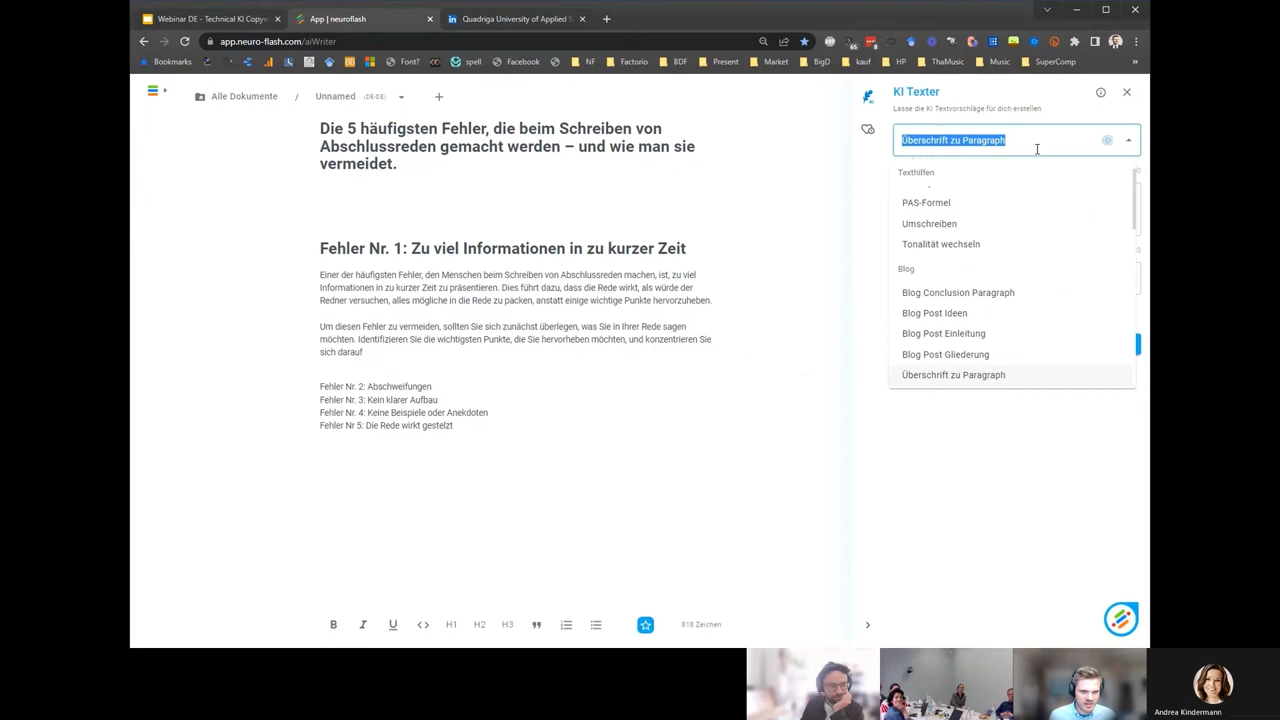 Webinar DE - Technical KI Copyw
App | neuroflash
Quadriga University of Applied S
app.neuro-flash.com/aiWriter
65
8
Bookmarks
Font?
spell
Facebook
NF
Factorio
BDF
Present
Market
BigD
kauf
HP
ThaMusic
Music
SuperComp
»
Alle Dokumente / Unnamed (DE-DE)
Die 5 häufigsten Fehler, die beim Schreiben von
Abschlussreden gemacht werden – und wie man sie
vermeidet.
Fehler Nr. 1: Zu viel Informationen in zu kurzer Zeit
Einer der häufigsten Fehler, den Menschen beim Schreiben von Abschlussreden machen, ist, zu viel
Informationen in zu kurzer Zeit zu präsentieren. Dies führt dazu, dass die Rede wirkt, als würde der
Redner versuchen, alles mögliche in die Rede zu packen, anstatt einige wichtige Punkte hervorzuheben.
Um diesen Fehler zu vermeiden, sollten Sie sich zunächst überlegen, was Sie in Ihrer Rede sagen
möchten. Identifizieren Sie die wichtigsten Punkte, die Sie hervorheben möchten, und konzentrieren Sie
sich darauf
Fehler Nr. 2: Abschweifungen
Fehler Nr. 3: Kein klarer Aufbau
Fehler Nr. 4: Keine Beispiele oder Anekdoten
Fehler Nr 5: Die Rede wirkt gestelzt
B I U <> H1 H2 H3
818 Zeichen
AI
KI Texter
Lasse die KI Textvorschläge für dich erstellen
Überschrift zu Paragraph
Texthilfen
PAS-Formel
Umschreiben
Tonalität wechseln
Blog
Blog Conclusion Paragraph
Blog Post Ideen
Blog Post Einleitung
Blog Post Gliederung
Überschrift zu Paragraph
Andrea Kindermann